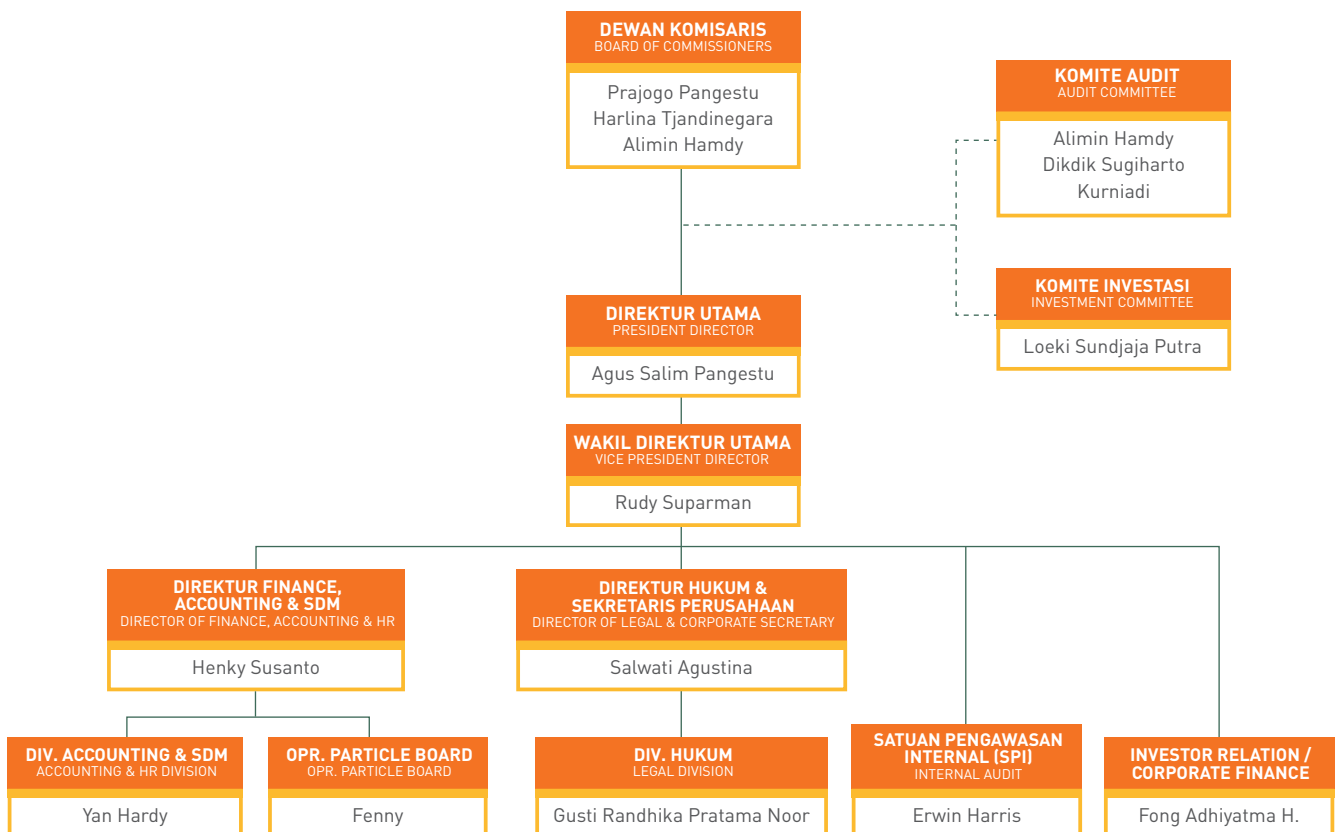 DEWAN KOMISARIS
BOARD OF COMMISSIONERS
Prajogo Pangestu
Harlina Tjandinegara
Alimin Hamdy
KOMITE AUDIT
AUDIT COMMITTEE
Alimin Hamdy
Dikdik Sugiharto
Kurniadi
KOMITE INVESTASI
INVESTMENT COMMITTEE
Loeki Sundjaja Putra
DIREKTUR UTAMA
PRESIDENT DIRECTOR
Agus Salim Pangestu
WAKIL DIREKTUR UTAMA
VICE PRESIDENT DIRECTOR
Rudy Suparman
DIREKTUR FINANCE,
ACCOUNTING & SDM
DIRECTOR OF FINANCE, ACCOUNTING & HR
Henky Susanto
DIREKTUR HUKUM &
SEKRETARIS PERUSAHAAN
DIRECTOR OF LEGAL & CORPORATE SECRETARY
Salwati Agustina
DIV. ACCOUNTING & SDM
ACCOUNTING & HR DIVISION
Yan Hardy
OPR. PARTICLE BOARD
OPR. PARTICLE BOARD
Fenny
DIV. HUKUM
LEGAL DIVISION
Gusti Randhika Pratama Noor
SATUAN PENGAWASAN
INTERNAL (SPI)
INTERNAL AUDIT
Erwin Harris
INVESTOR RELATION /
CORPORATE FINANCE
Fong Adhiyatma H.